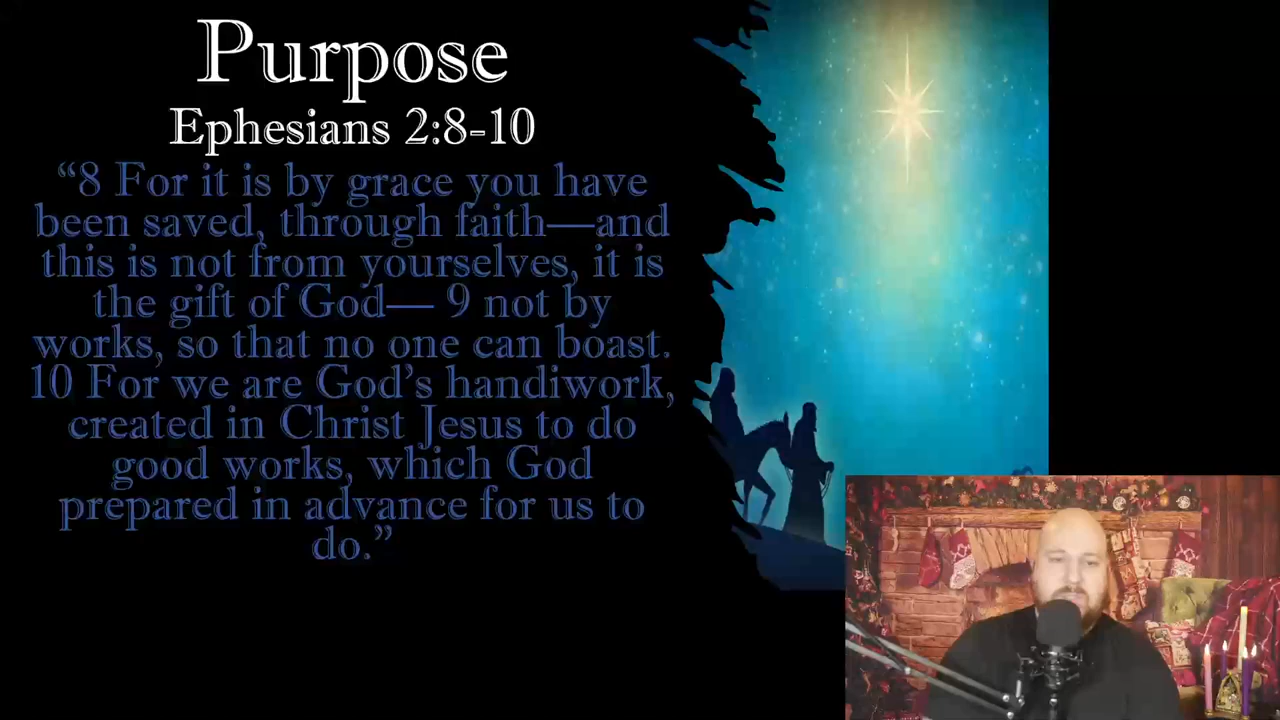 Purpose
Ephesians 2:8-10
“8 For it is by grace you have
been saved, through faith—and
this is not from yourselves, it is
the gift of God— 9 not by
works, so that no one can boast.
10 For we are God’s handiwork,
created in Christ Jesus to do
good works, which God
prepared in advance for us to
do.”